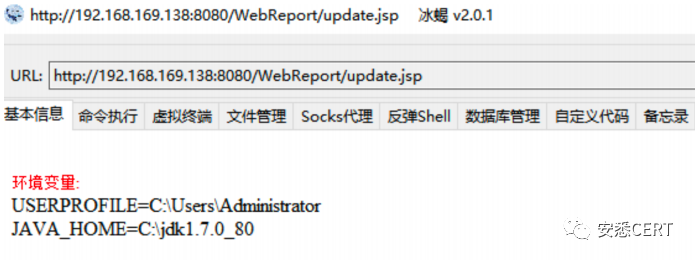 http://192.168.169.138:8080/WebReport/update.jsp 冰蝎 v2.0.1
URL: http://192.168.169.138:8080/WebReport/update.jsp
基本信息 命令执行 虚拟终端 文件管理 Socks代理 反弹Shell 数据库管理 自定义代码 备忘录
环境变量:
USERPROFILE=C:\Users\Administrator
JAVA_HOME=C:\jdk1.7.0_80
安悉CERT